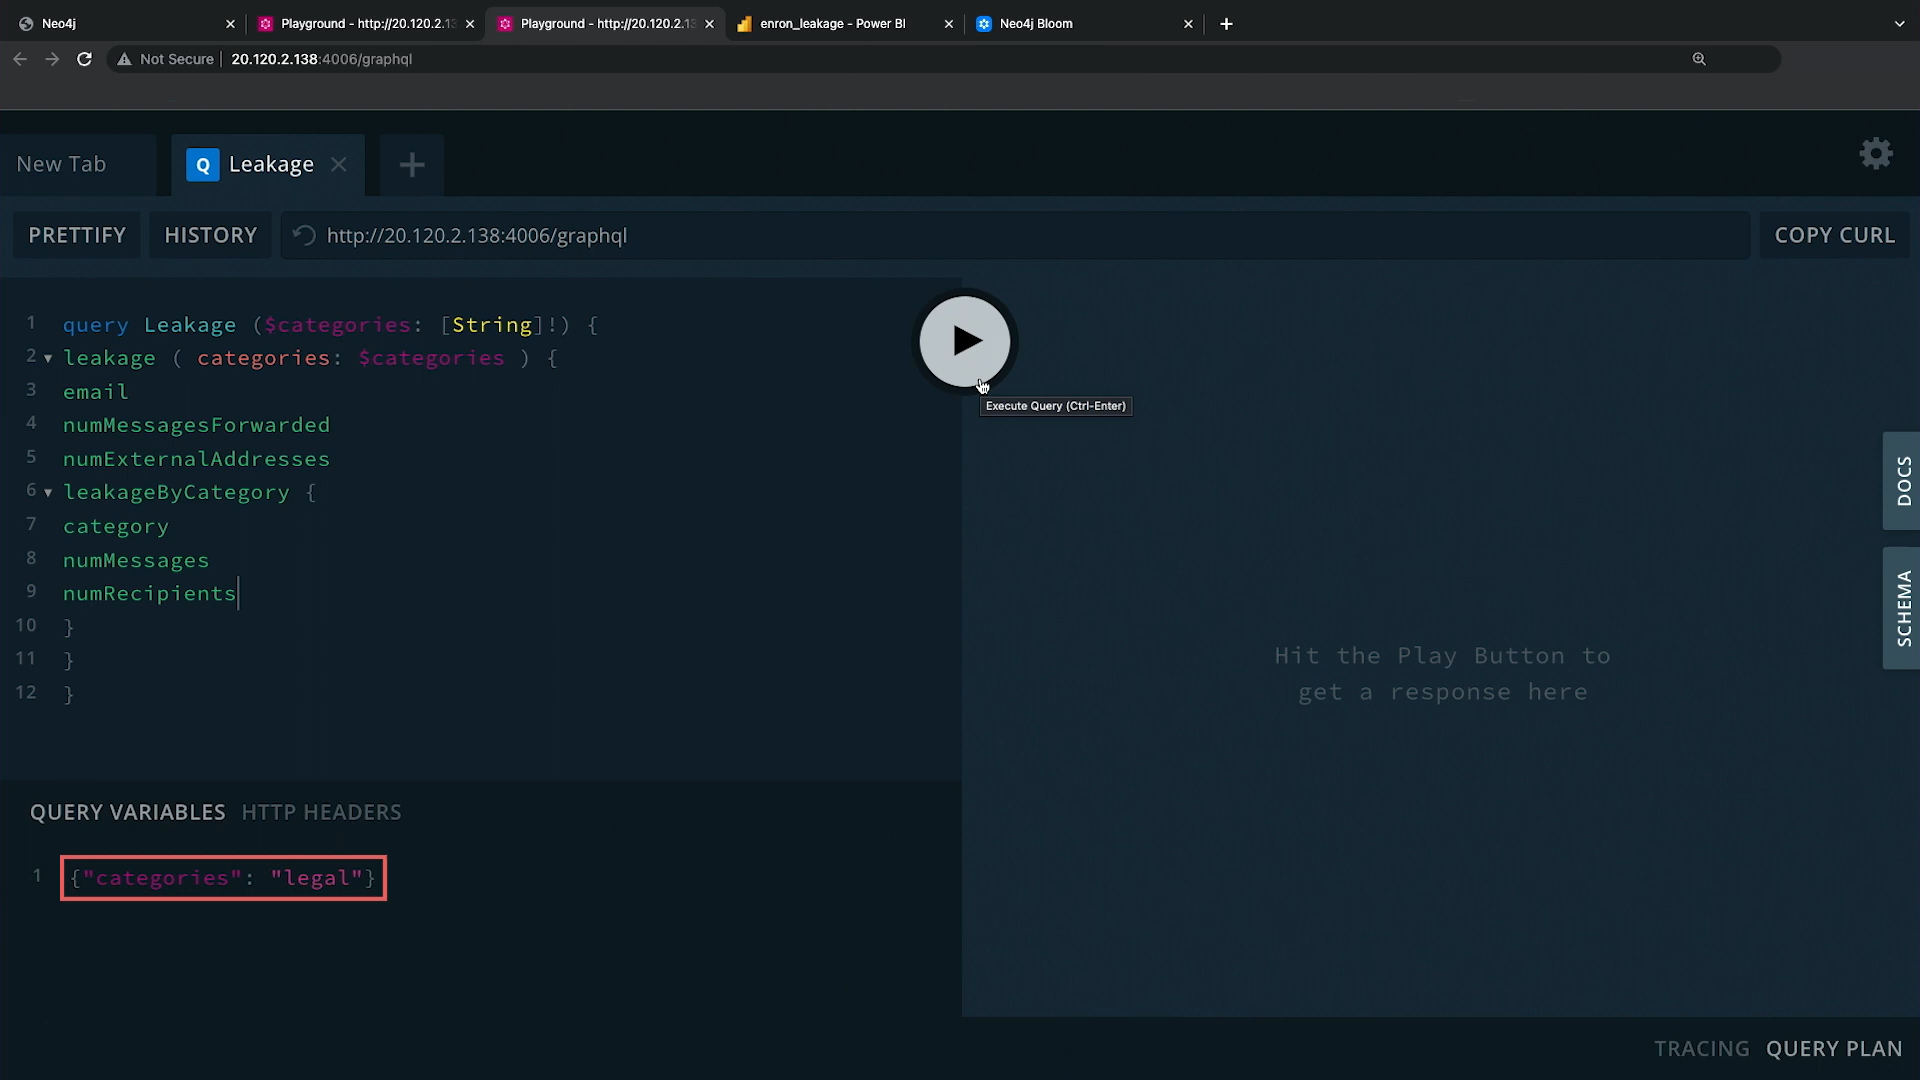 Neo4j
Playground - http://20.120.2.13
Playground - http://20.120.2.13
enron_leakage - Power BI
Neo4j Bloom
Not Secure
20.120.2.138:4006/graphql
New Tab
Q Leakage
PRETTIFY
HISTORY
http://20.120.2.138:4006/graphql
COPY CURL
1 query Leakage ($categories: [String]!) {
2 leakage ( categories: $categories ) {
3 email
4 numMessagesForwarded
5 numExternalAddresses
6 leakageByCategory {
7 category
8 numMessages
9 numRecipients
10 }
11 }
12 }
Execute Query (Ctrl-Enter)
Hit the Play Button to
get a response here
DOCS
SCHEMA
QUERY VARIABLES HTTP HEADERS
1 {"categories": "legal"}
TRACING QUERY PLAN